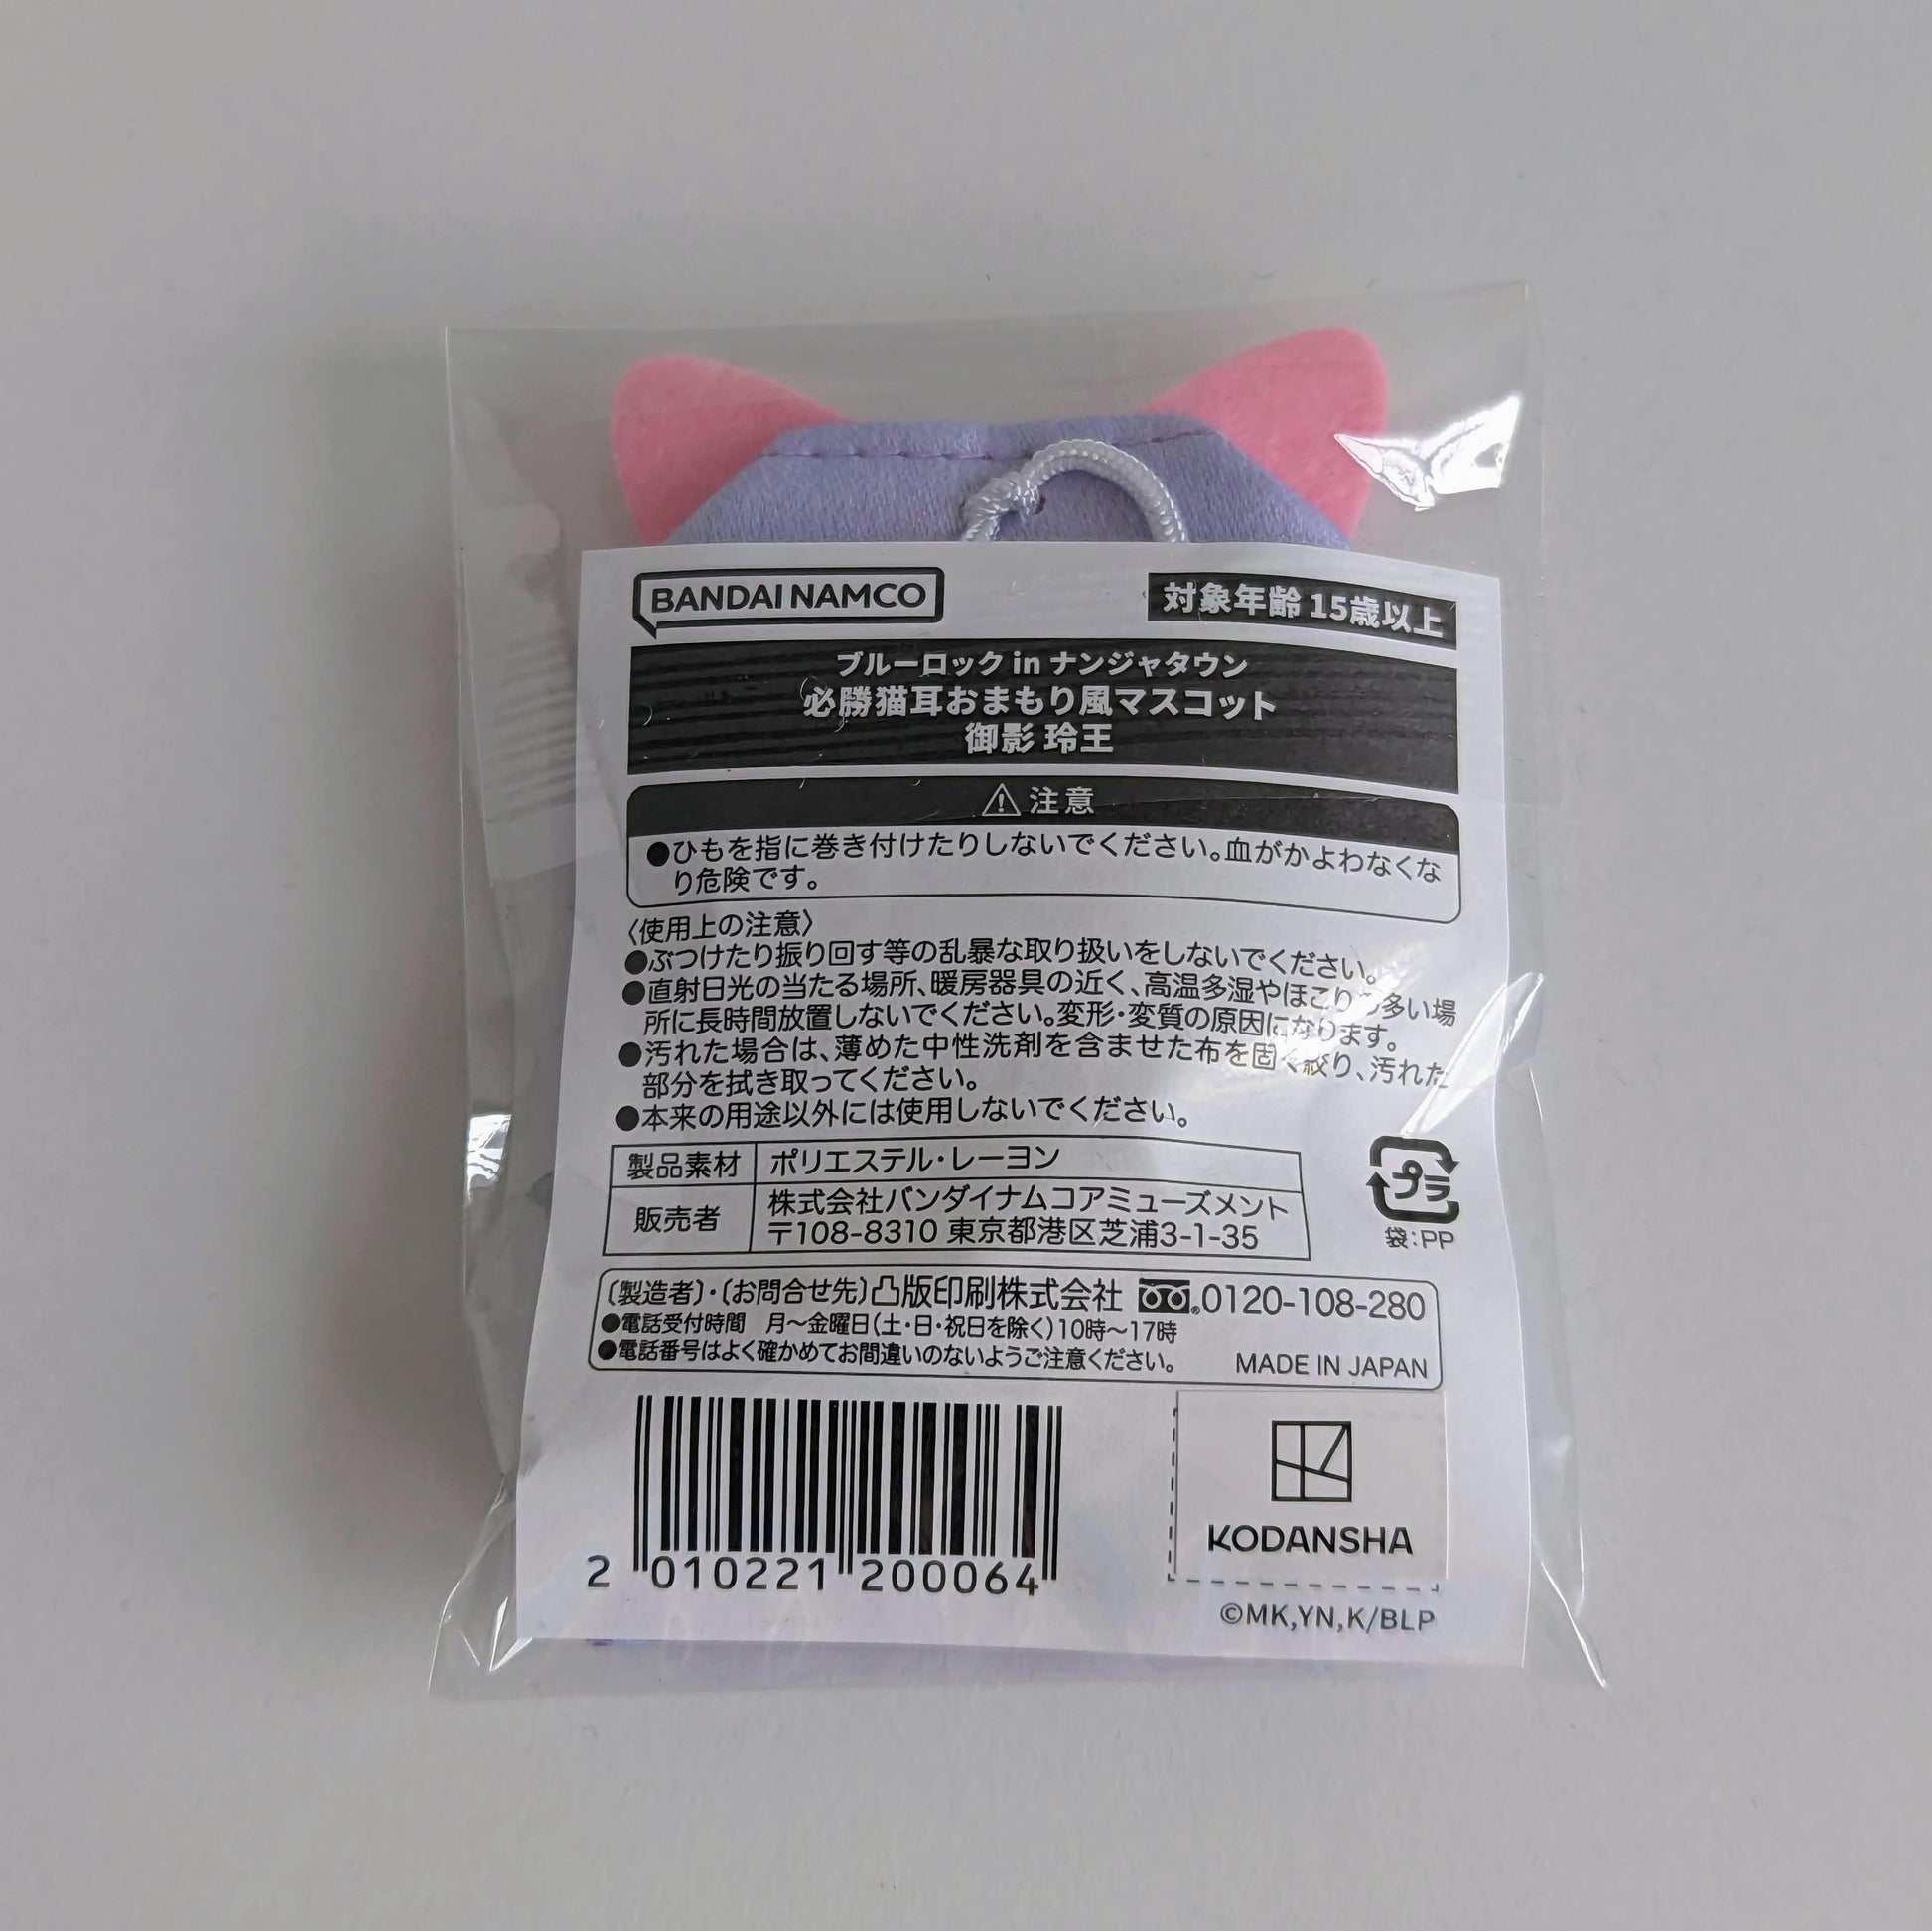 BANDAI NAMCO
対象年齢 15歳以上
ブルーロック in ナンジャタウン
必勝猫耳おまもり風マスコット
御影 玲王
⚠ 注意
●ひもを指に巻き付けたりしないでください。血がかよわなくな
り危険です。
〈使用上の注意〉
●ぶつけたり振り回す等の乱暴な取り扱いをしないでください。
●直射日光の当たる場所、暖房器具の近く、高温多湿やほこりの多い場
所に長時間放置しないでください。変形・変質の原因になります。
●汚れた場合は、薄めた中性洗剤を含ませた布を固く絞り、汚れた
部分を拭き取ってください。
●本来の用途以外には使用しないでください。
製品素材 ポリエステル・レーヨン
販売者 株式会社バンダイナムコアミューズメント
〒108-8310 東京都港区芝浦3-1-35
プラ
袋:PP
〔製造者〕・〔お問合せ先〕凸版印刷株式会社 0120-108-280
●電話受付時間 月〜金曜日(土・日・祝日を除く)10時〜17時
●電話番号はよく確かめてお間違いのないようご注意ください。
MADE IN JAPAN
2 010221 200064
KODANSHA
©MK,YN,K/BLP